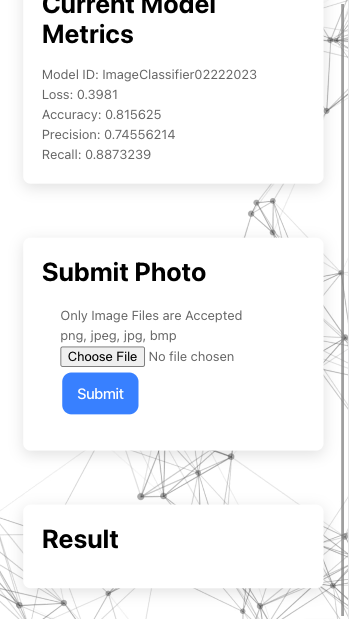 Current Model
Metrics
Model ID: ImageClassifier02222023
Loss: 0.3981
Accuracy: 0.815625
Precision: 0.74556214
Recall: 0.8873239
Submit Photo
Only Image Files are Accepted
png, jpeg, jpg, bmp
Choose File No file chosen
Submit
Result